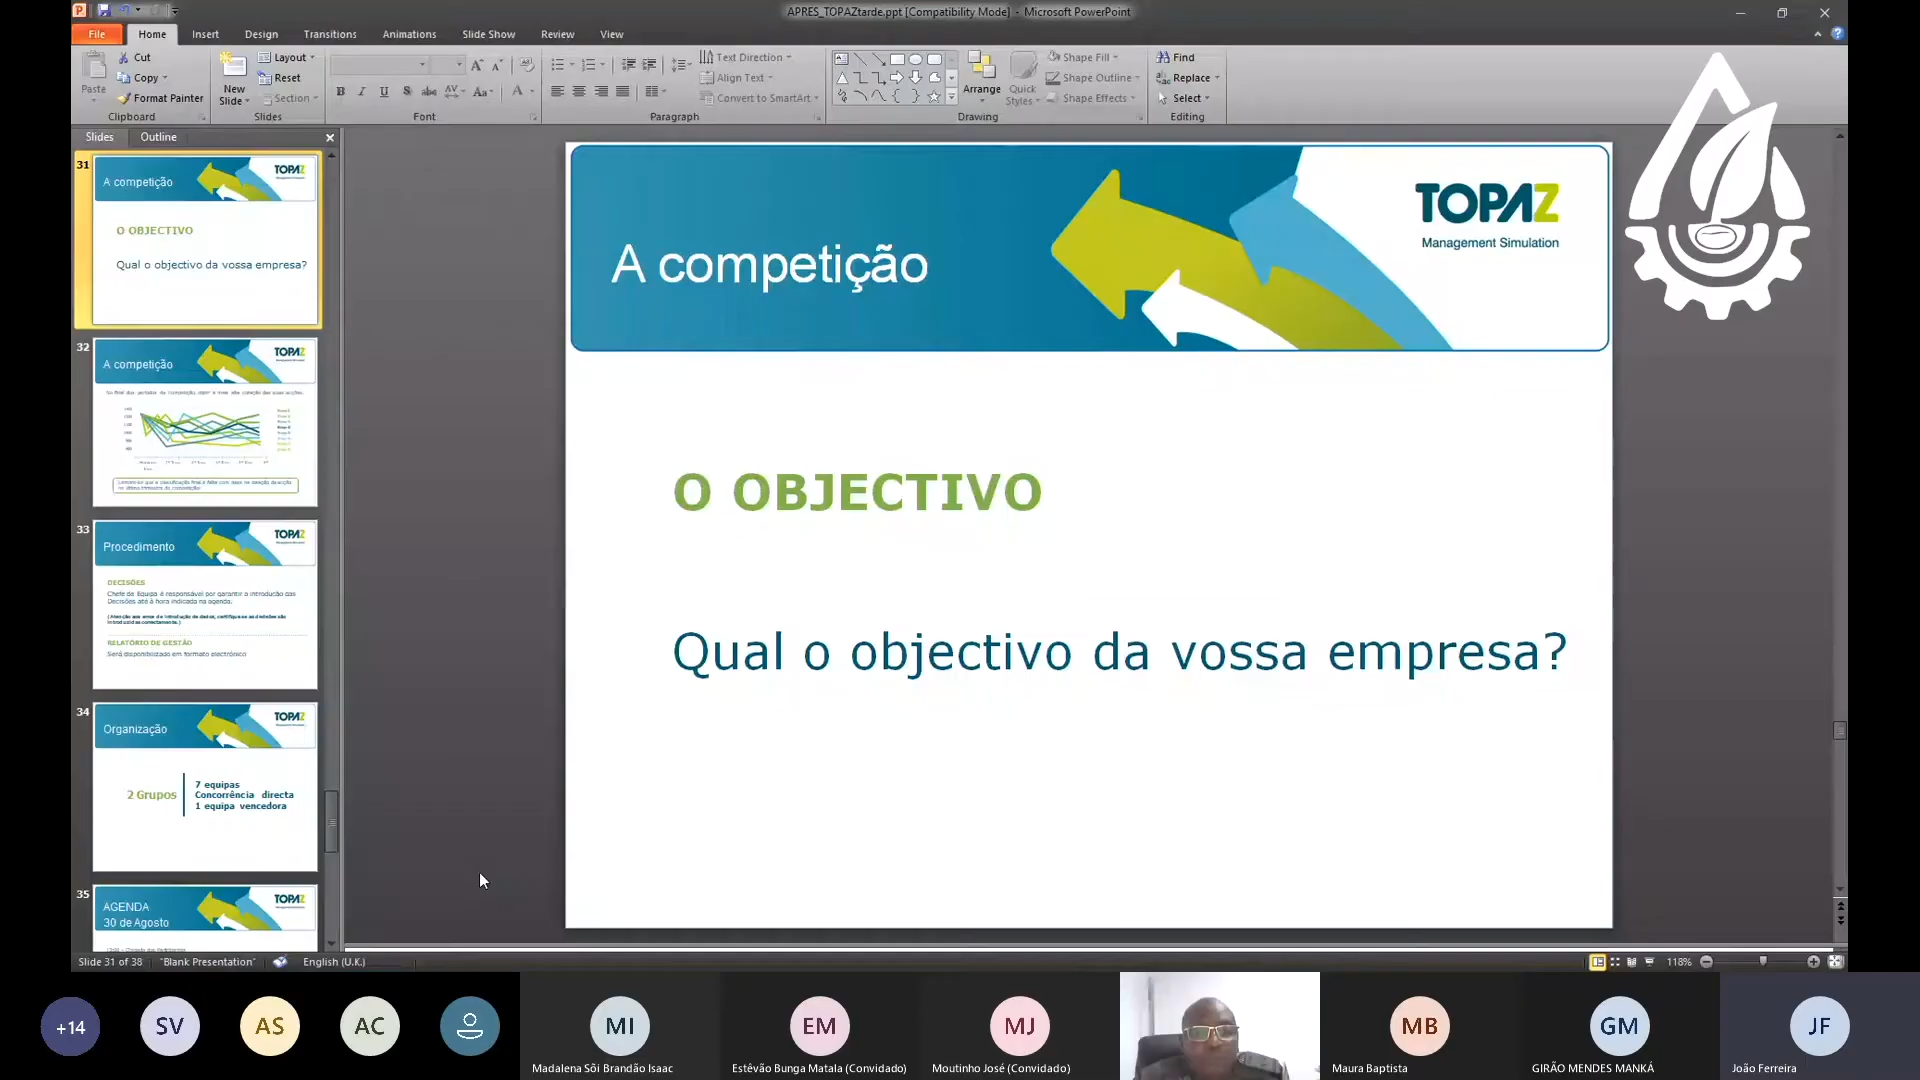 APRES_TOPAZtarde.ppt [Compatibility Mode] - Microsoft PowerPoint
File Home Insert Design Transitions Animations Slide Show Review View
Paste
Cut
Copy
Format Painter
Clipboard
New
Slide
Layout
Reset
Section
Slides
Font
Text Direction
Align Text
Convert to SmartArt
Paragraph
Arrange
Quick
Styles
Shape Fill
Shape Outline
Shape Effects
Drawing
Find
Replace
Select
Editing
Slides Outline
31
A competição
TOPAZ
O OBJECTIVO
Qual o objectivo da vossa empresa?
32
A competição
TOPAZ
33
Procedimento
TOPAZ
DECISÕES
Chefe de Equipa é responsável por garantir a introdução das
Decisões até à hora indicada na agenda.
RELATÓRIO DE GESTÃO
Será disponibilizado em formato electrónico
34
Organização
TOPAZ
2 Grupos
7 equipas
Concorrência directa
1 equipa vencedora
35
AGENDA
30 de Agosto
TOPAZ
A competição
TOPAZ
Management Simulation
O OBJECTIVO
Qual o objectivo da vossa empresa?
Slide 31 of 38 "Blank Presentation" English (U.K.) 118%
+14 SV AS AC MI EM MJ MB GM JF
Madalena Sôi Brandão Isaac Estêvão Bunga Matala (Convidado) Moutinho José (Convidado) Maura Baptista GIRÃO MENDES MANKÁ João Ferreira